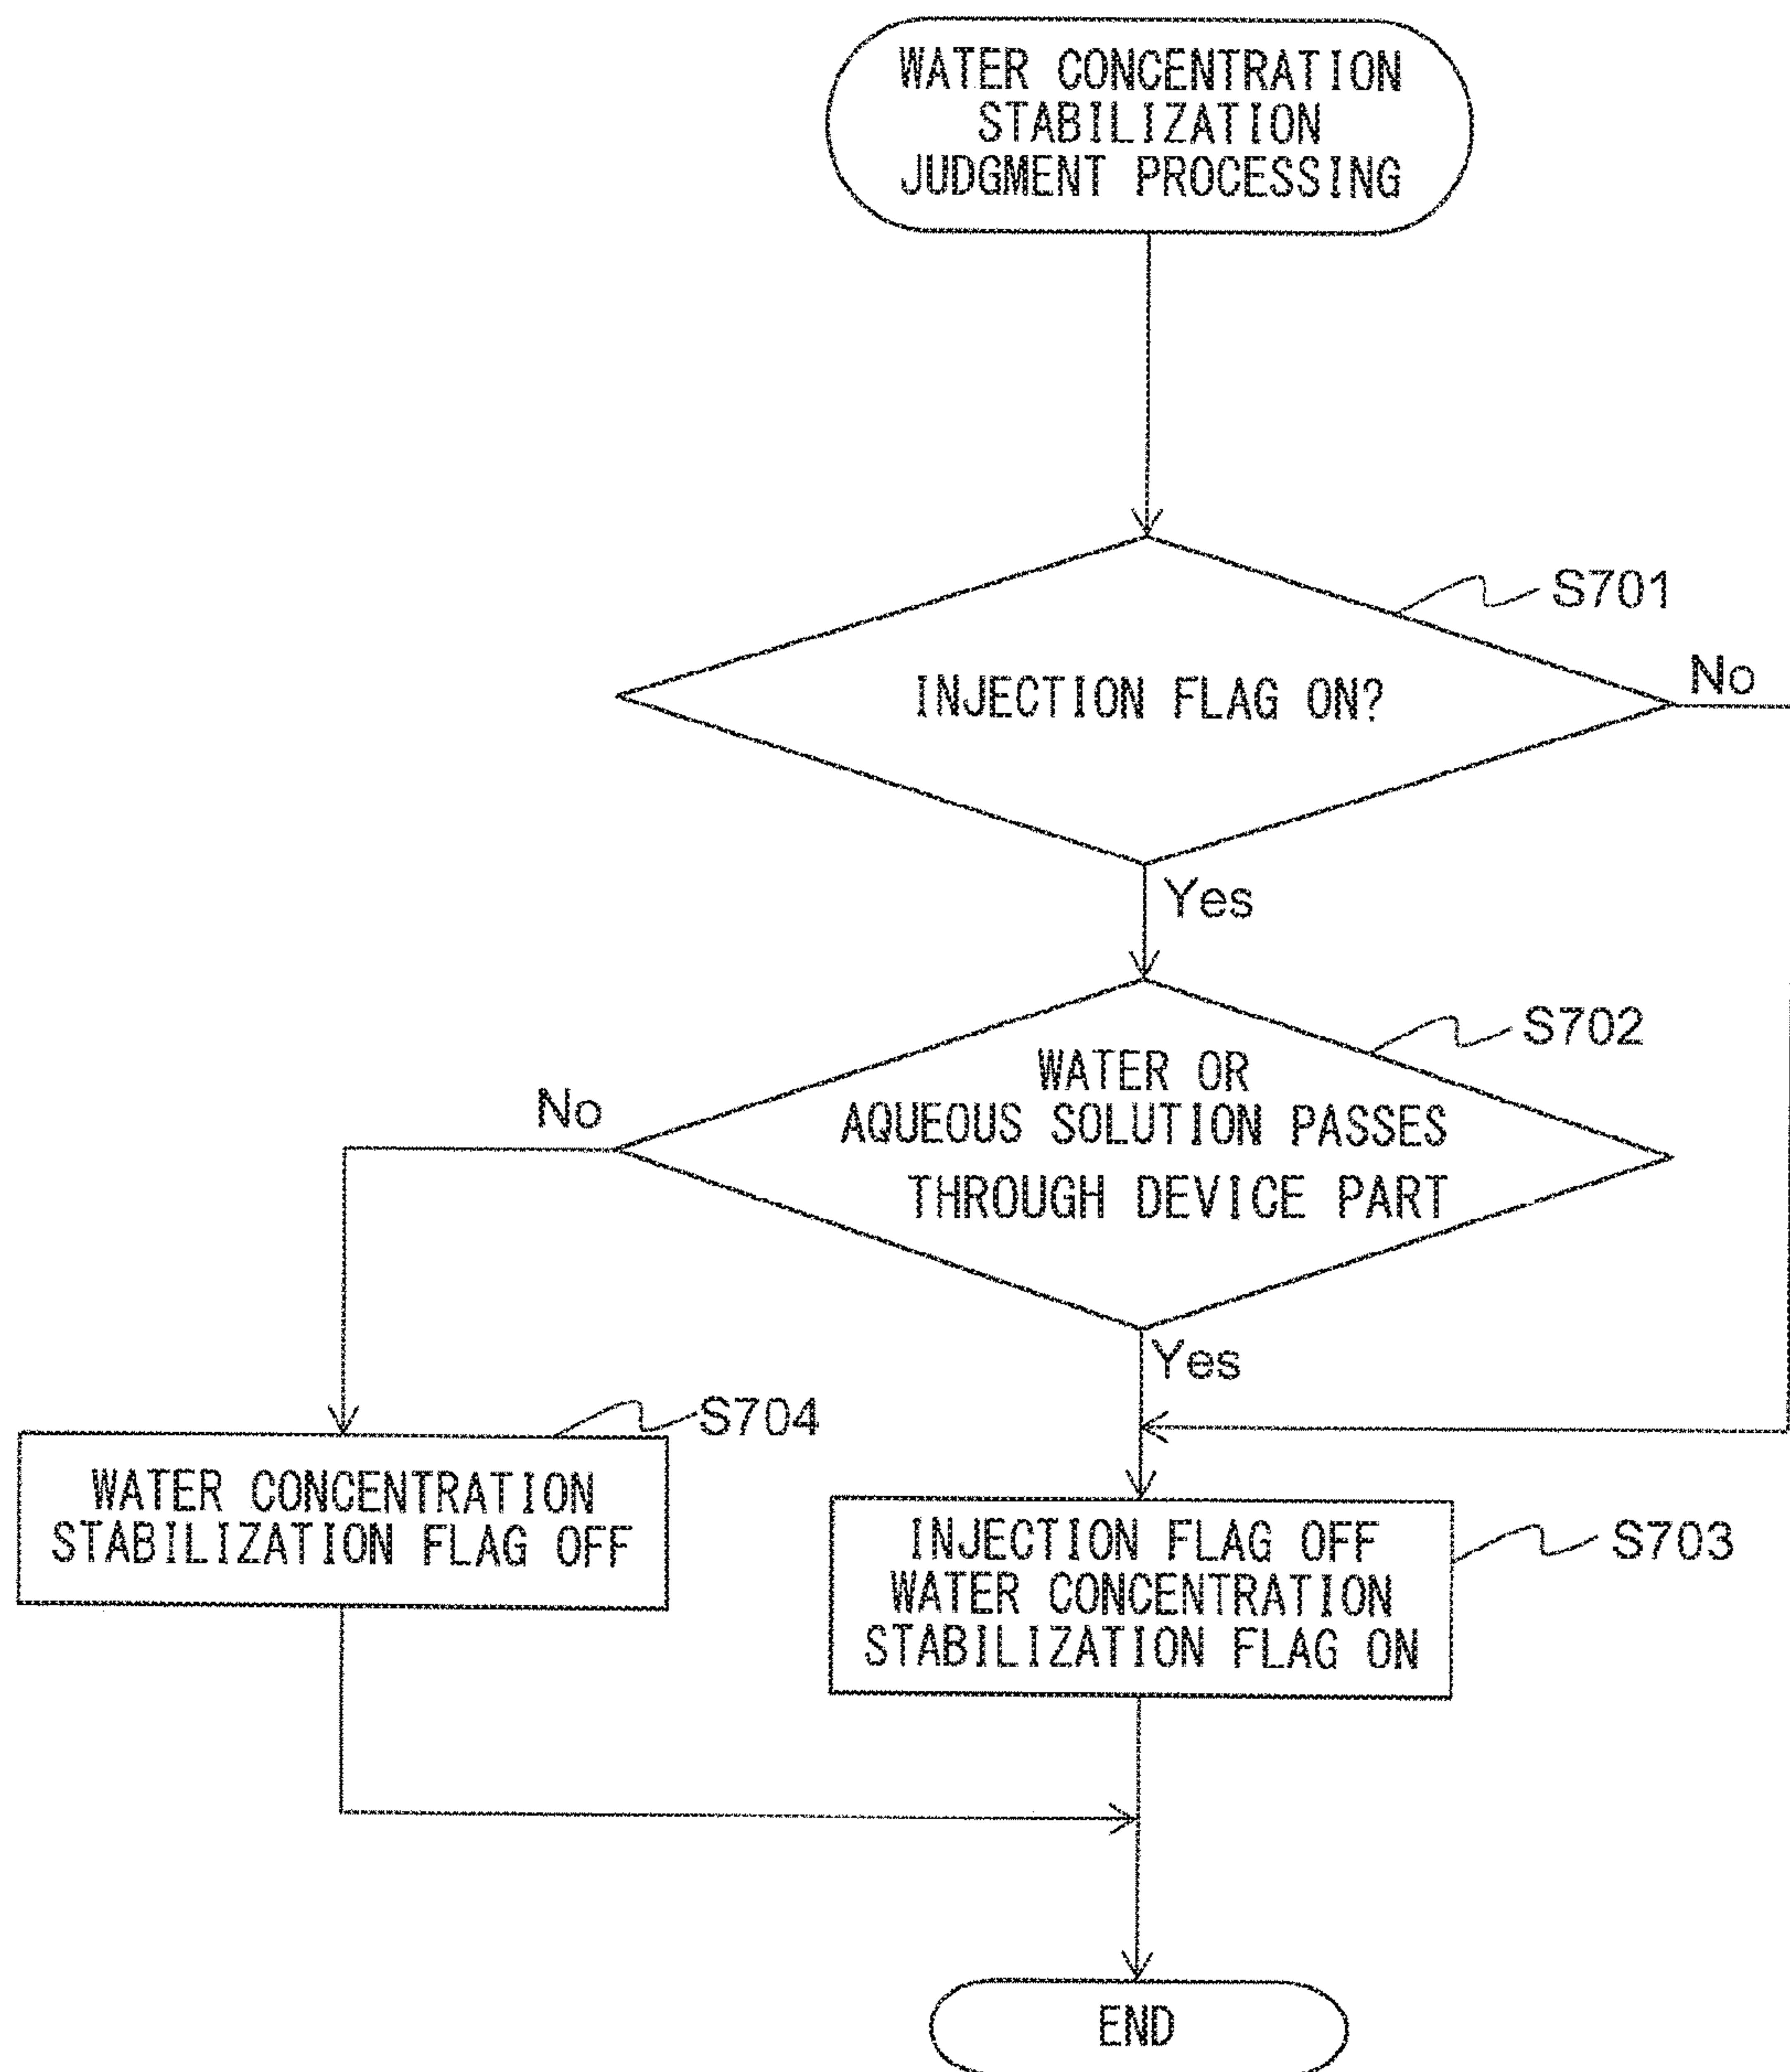 WATER CONCENTRATION
STABILIZATION
JUDGMENT PROCESSING
S701
INJECTION FLAG ON?
No
Yes
S702
WATER OR
AQUEOUS SOLUTION PASSES
THROUGH DEVICE PART
No
Yes
S704
WATER CONCENTRATION
STABILIZATION FLAG OFF
INJECTION FLAG OFF
WATER CONCENTRATION
STABILIZATION FLAG ON
S703
END